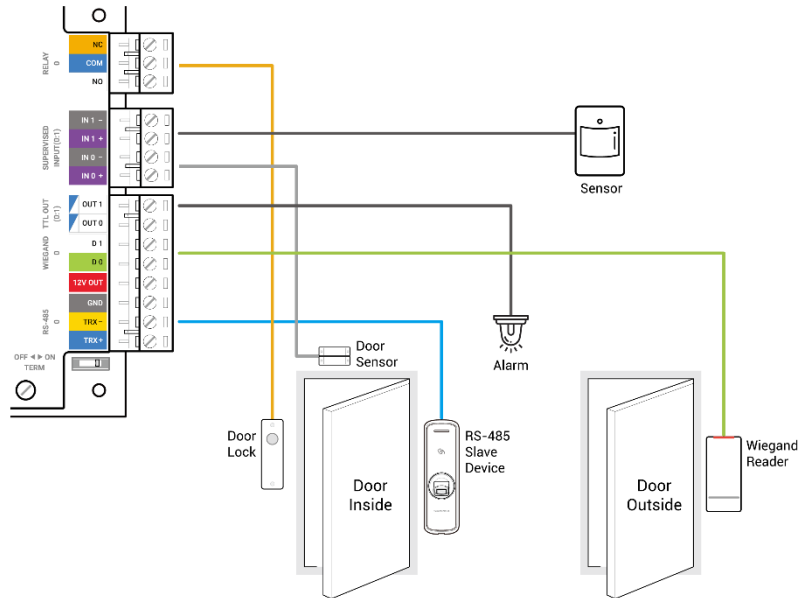 NC
COM
NO
RELAY
0
IN 1 −
IN 1 +
IN 0 −
IN 0 +
SUPERVISED
INPUT(0:1)
OUT 1
OUT 0
TTL OUT
(0:1)
D 1
D 0
WIEGAND
0
12V OUT
GND
TRX −
TRX +
RS-485
0
OFF ◄► ON
TERM
Sensor
Alarm
Door
Sensor
Door
Lock
RS-485
Slave
Device
Wiegand
Reader
Door
Inside
Door
Outside